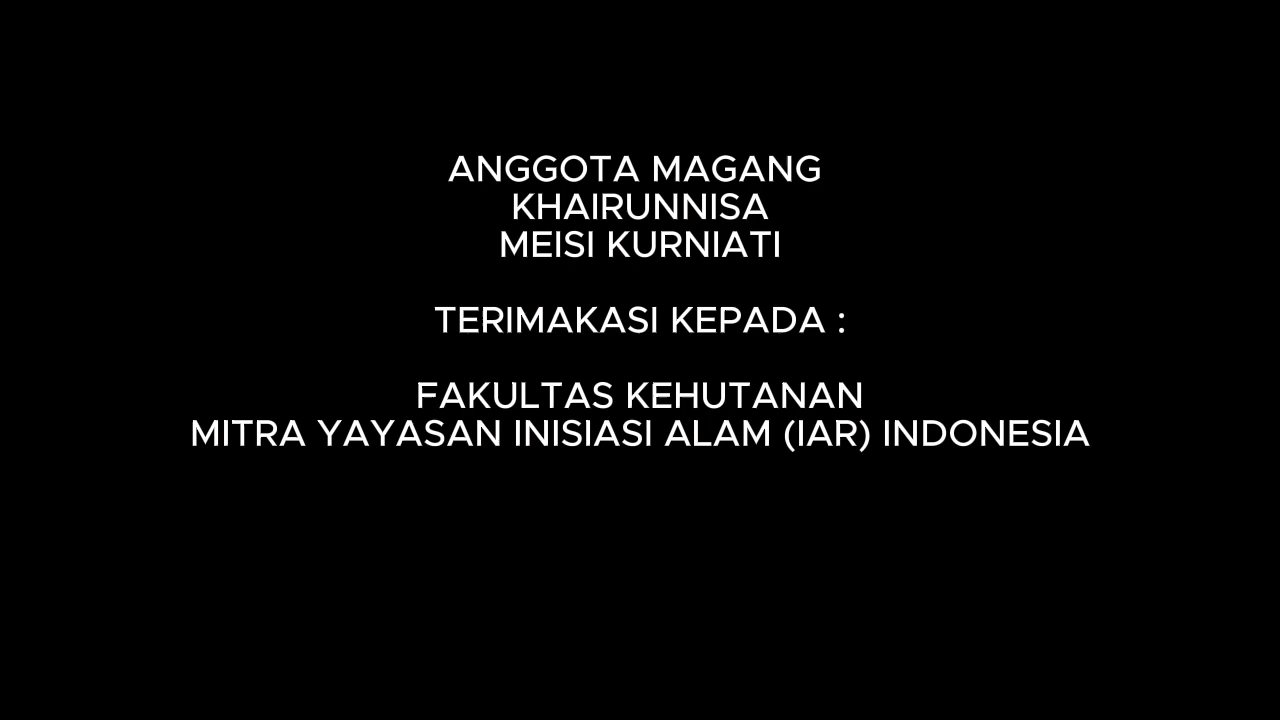 ANGGOTA MAGANG
KHAIRUNNISA
MEISI KURNIATI
TERIMAKASI KEPADA :
FAKULTAS KEHUTANAN
MITRA YAYASAN INISIASI ALAM (IAR) INDONESIA